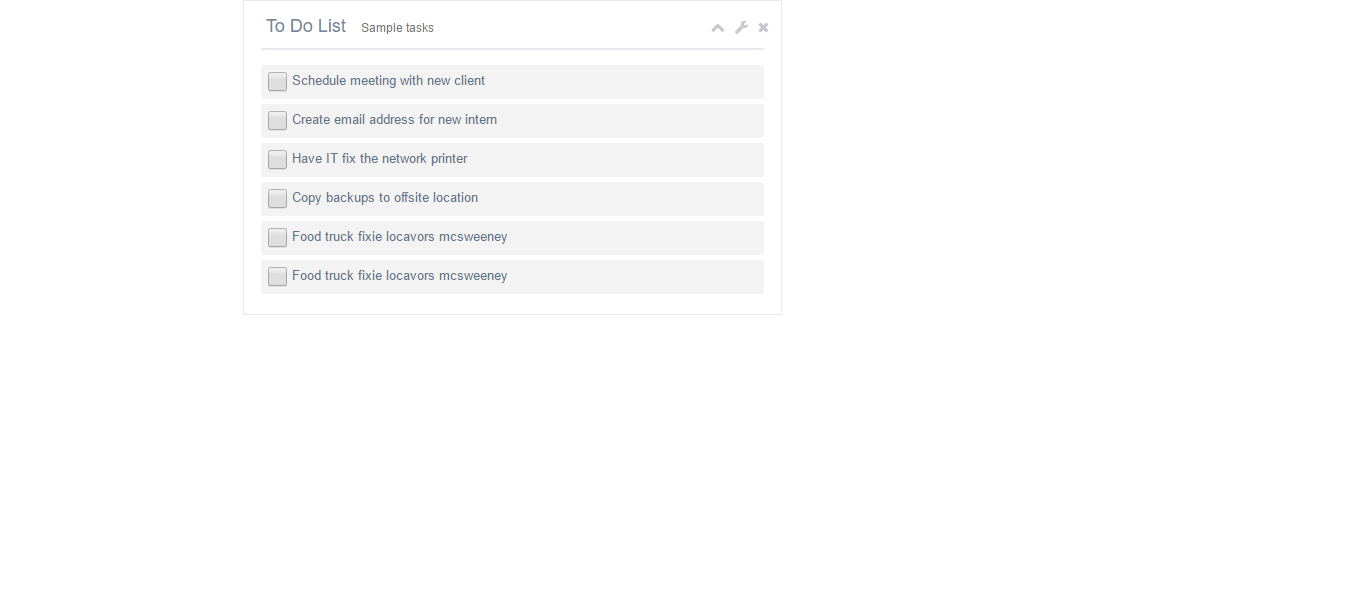 To Do List Sample tasks
Schedule meeting with new client
Create email address for new intern
Have IT fix the network printer
Copy backups to offsite location
Food truck fixie locavors mcsweeney
Food truck fixie locavors mcsweeney